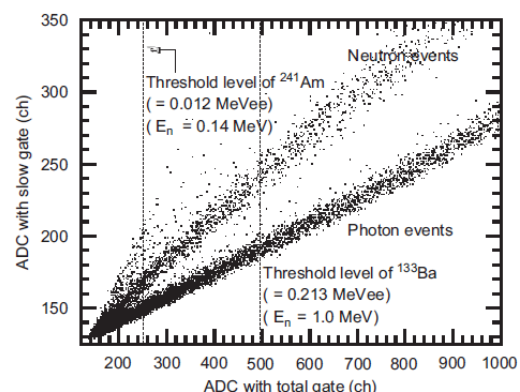 350
300
250
200
150
ADC with slow gate (ch)
Neutron events
Threshold level of ²⁴¹Am
( = 0.012 MeVee)
( Eₙ = 0.14 MeV)
Photon events
Threshold level of ¹³³Ba
( = 0.213 MeVee)
( Eₙ = 1.0 MeV)
200 300 400 500 600 700 800 900 1000
ADC with total gate (ch)